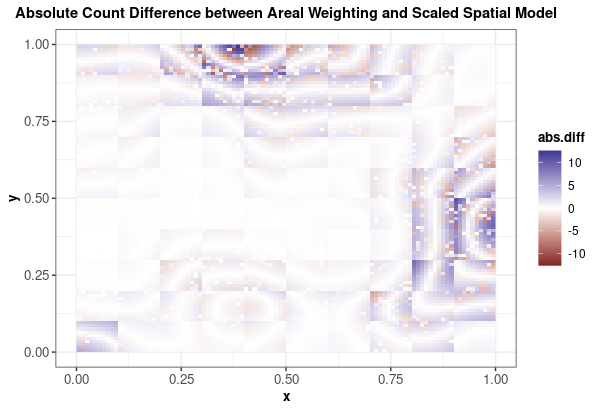 Absolute Count Difference between Areal Weighting and Scaled Spatial Model
1.00
0.75
0.50
0.25
0.00
y
0.00 0.25 0.50 0.75 1.00
x
abs.diff
10
5
0
-5
-10